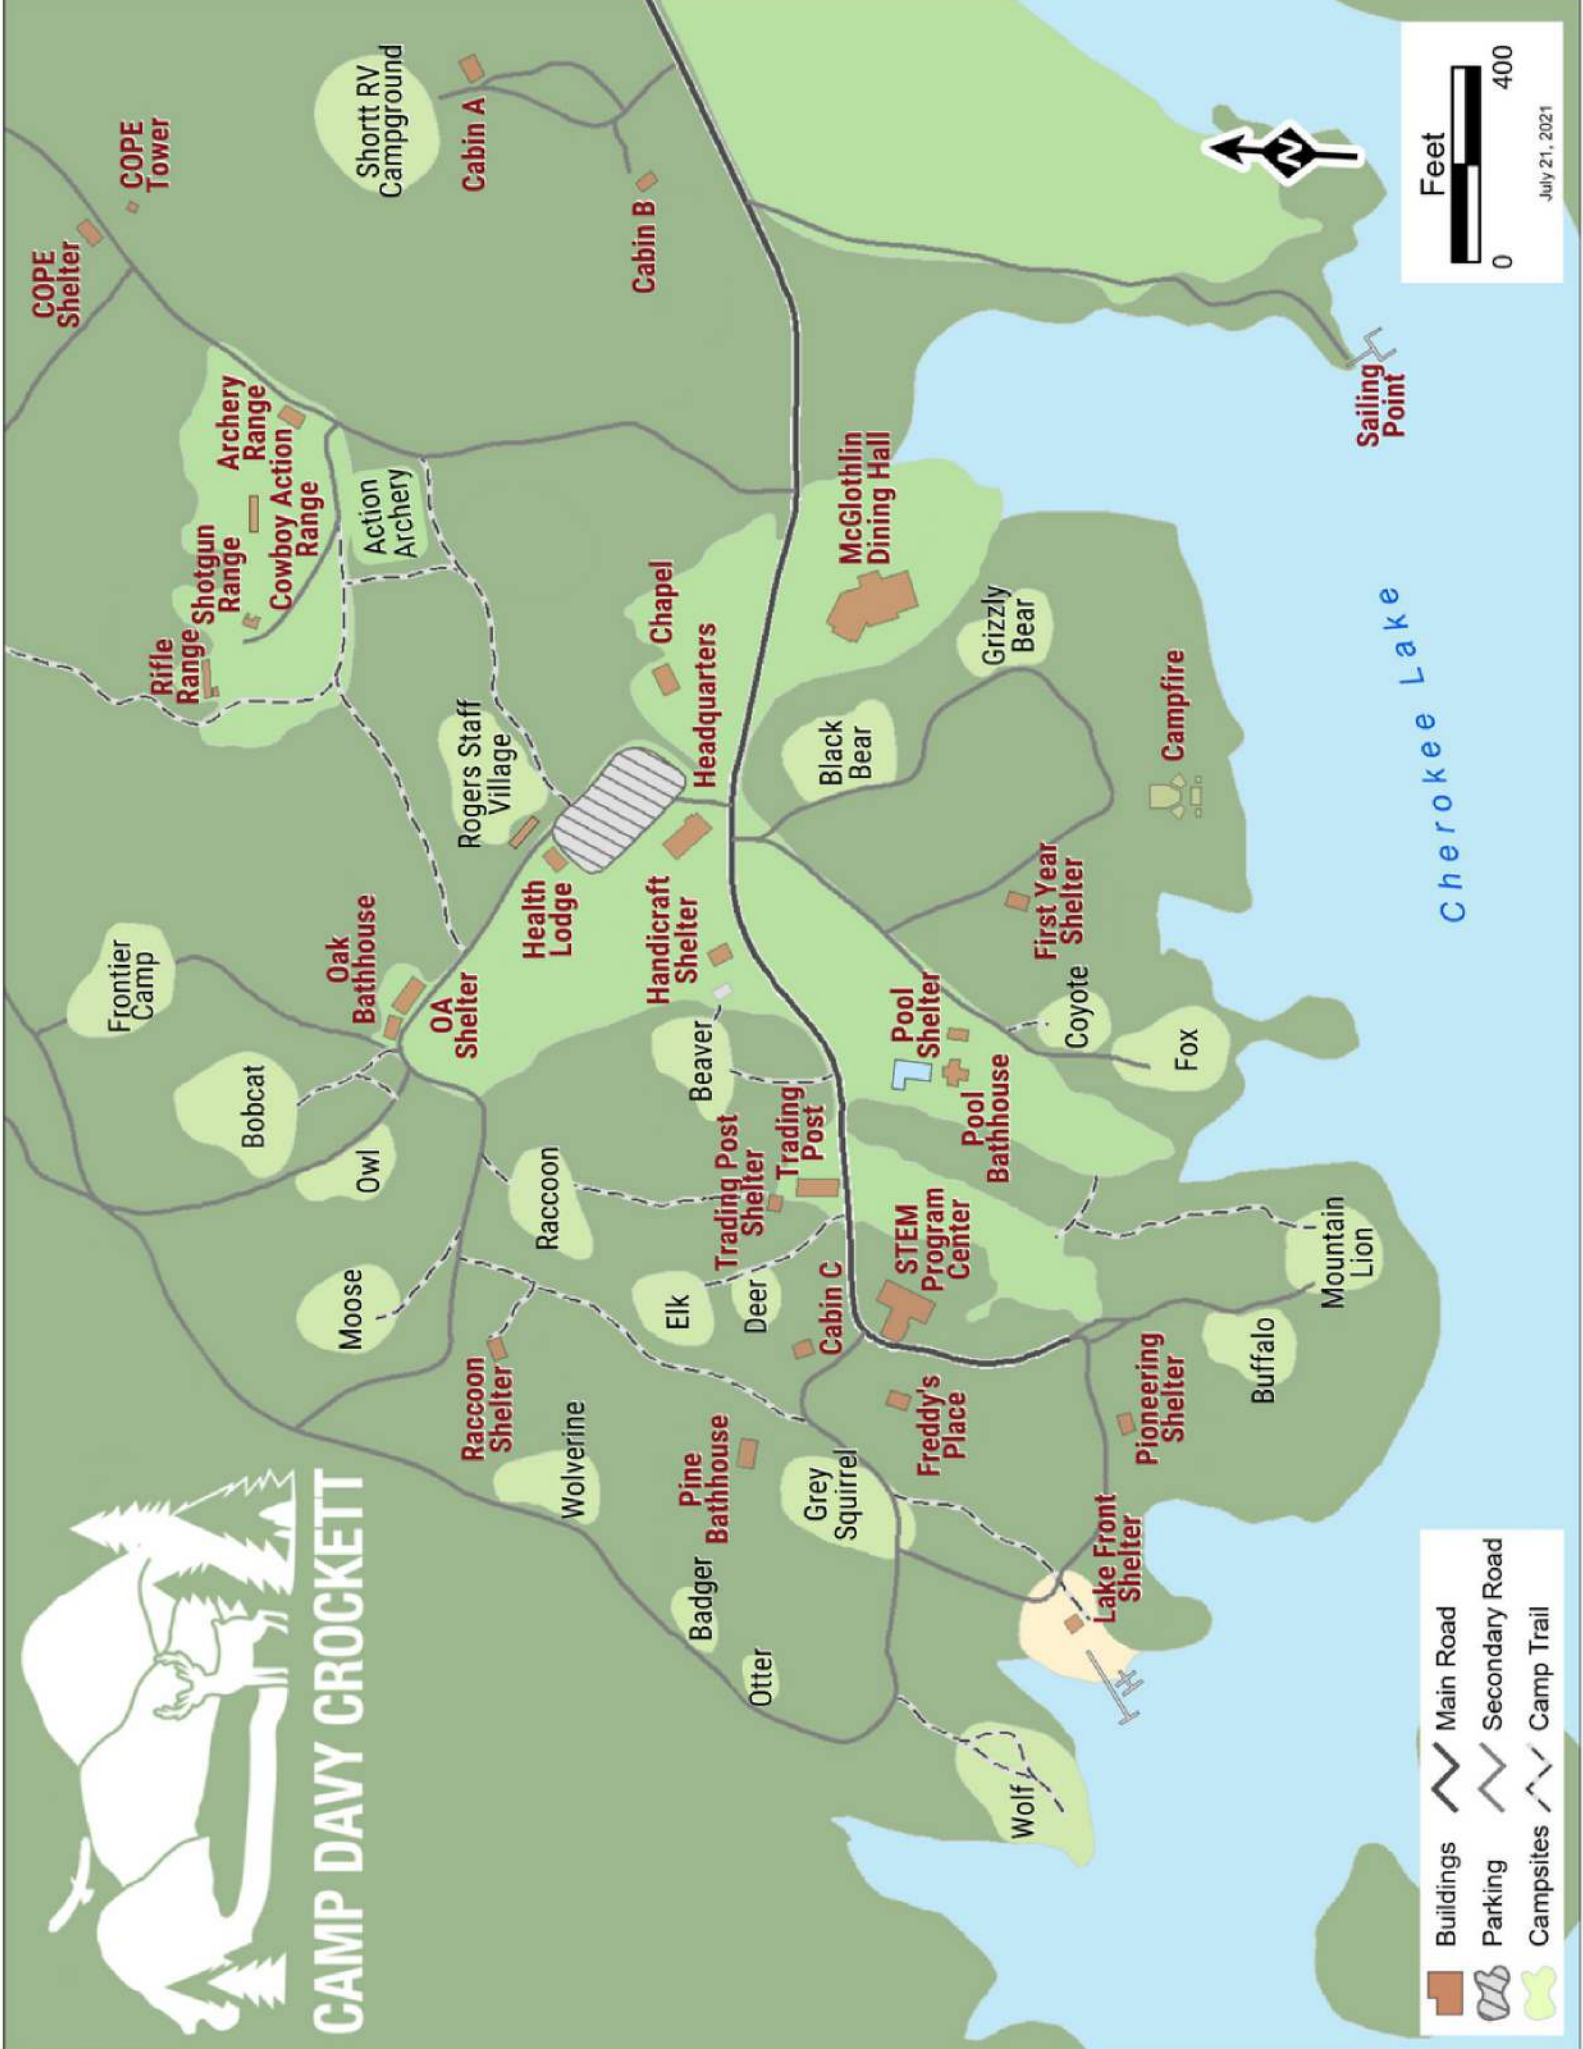 CAMP DAVY CROCKETT
COPE
Shelter
COPE
Tower
Shortt RV
Campground
Cabin A
Cabin B
Archery
Range
Cowboy Action
Range
Shotgun
Range
Rifle
Range
Action
Archery
Frontier
Camp
Bobcat
Oak
Bathhouse
Owl
Moose
OA
Shelter
Rogers Staff
Village
Health
Lodge
Chapel
Headquarters
Handicraft
Shelter
Beaver
Raccoon
Raccoon
Shelter
Wolverine
Trading Post
Shelter
Trading
Post
Elk
Deer
Cabin C
Pine
Bathhouse
Badger
Otter
Grey
Squirrel
Freddy's
Place
STEM
Program
Center
Pool
Shelter
Pool
Bathhouse
McGlothlin
Dining Hall
Black
Bear
Grizzly
Bear
First Year
Shelter
Coyote
Fox
Campfire
Sailing
Point
Wolf
Lake Front
Shelter
Pioneering
Shelter
Buffalo
Mountain
Lion
Cherokee Lake
Buildings
Parking
Campsites
Main Road
Secondary Road
Camp Trail
N
Feet
0 400
July 21, 2021